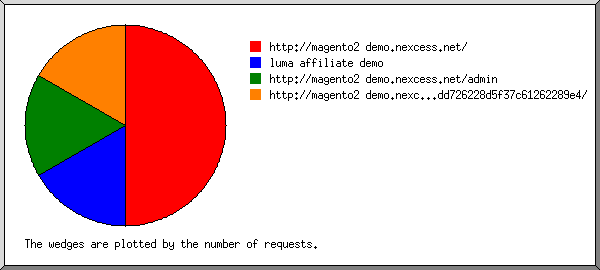 http://magento2 demo.nexcess.net/
luma affiliate demo
http://magento2 demo.nexcess.net/admin
http://magento2 demo.nexc...dd726228d5f37c61262289e4/
The wedges are plotted by the number of requests.